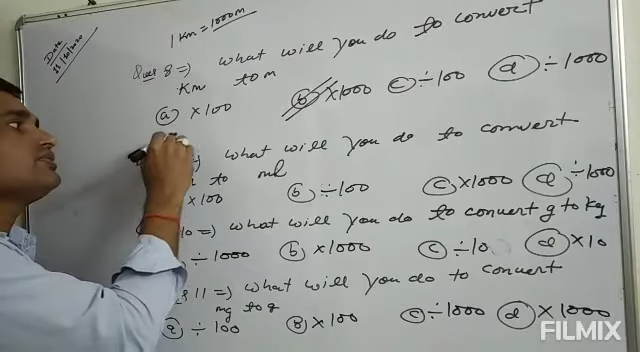 1 Km = 1000m
Date
Ques 8 => what will you do to convert
Km to m
(a) ×100 (b) ×1000 (c) ÷100 (d) ÷1000
=> what will you do to convert
to ml
×100 (b) ÷100 (c) ×1000 (d) ÷1000
10 => what will you do to convert g to kg
÷1000 (b) ×1000 (c) ÷10 (d) ×10
11 => what will you do to convert
mg to g
(a) ÷100 (b) ×100 (c) ÷1000 (d) ×1000
FILMIX